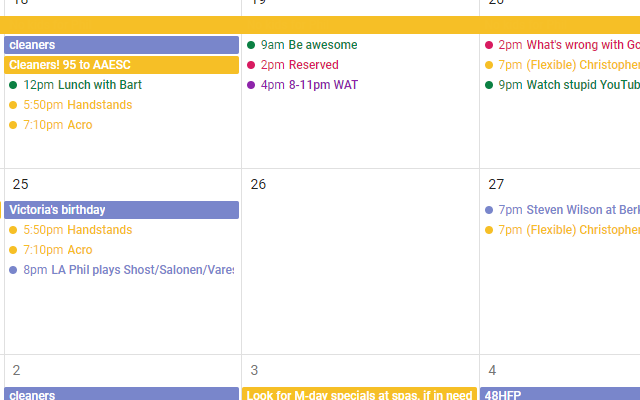 18 19 20
cleaners
Cleaners! 95 to AAESC
12pm Lunch with Bart
5:50pm Handstands
7:10pm Acro
9am Be awesome
2pm Reserved
4pm 8-11pm WAT
2pm What's wrong with Go
7pm (Flexible) Christopher
9pm Watch stupid YouTub
25
Victoria's birthday
5:50pm Handstands
7:10pm Acro
8pm LA Phil plays Shost/Salonen/Vares
26
27
7pm Steven Wilson at Berk
7pm (Flexible) Christopher
2
cleaners
3
Look for M-day specials at spas, if in need
4
48HFP